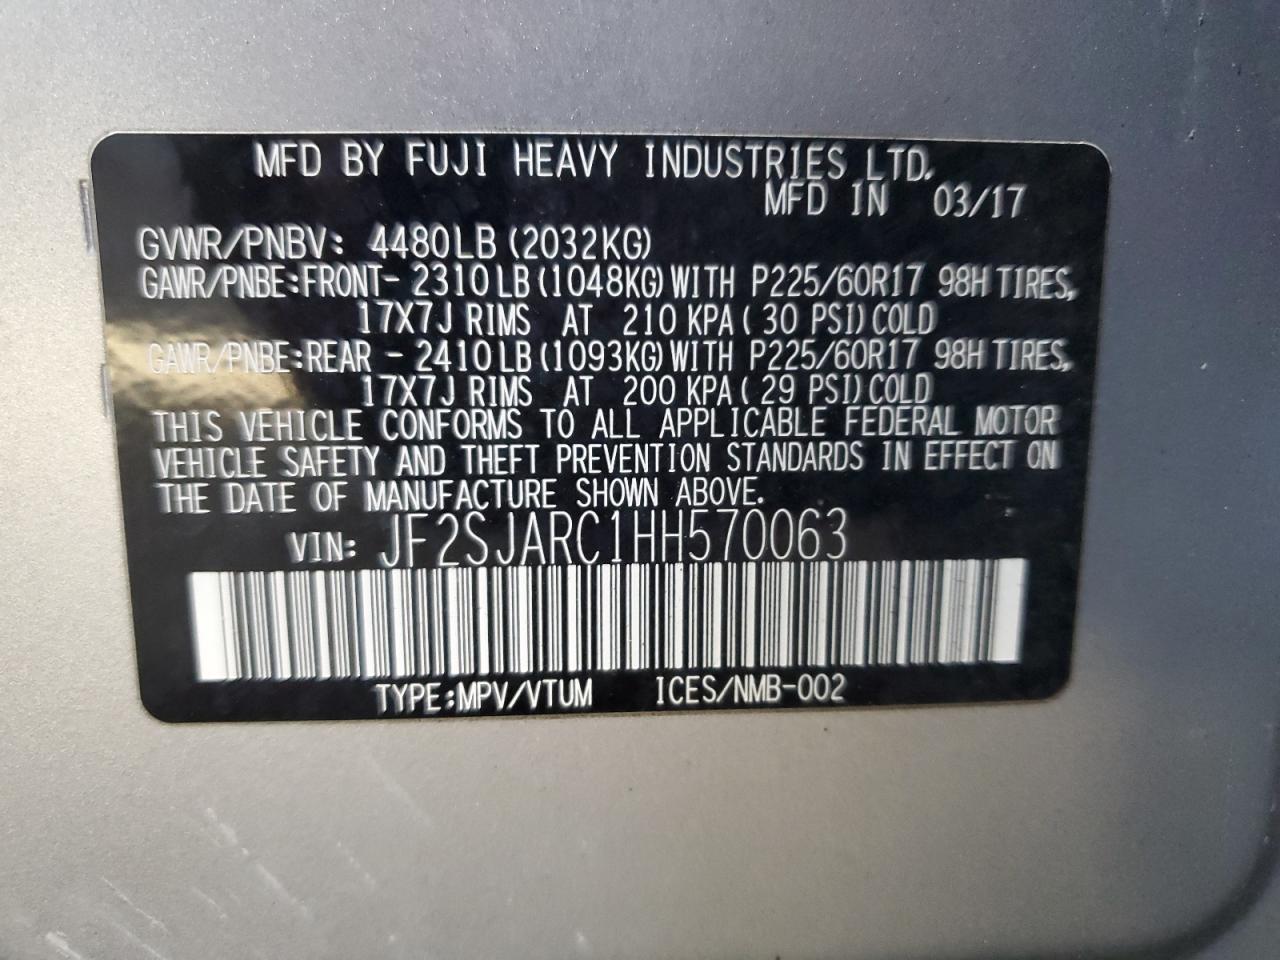 MFD BY FUJI HEAVY INDUSTRIES LTD.
MFD IN 03/17
GVWR/PNBV: 4480LB (2032KG)
GAWR/PNBE:FRONT- 2310LB (1048KG) WITH P225/60R17 98H TIRES,
17X7J RIMS AT 210 KPA ( 30 PSI) COLD
GAWR/PNBE:REAR - 2410LB (1093KG) WITH P225/60R17 98H TIRES,
17X7J RIMS AT 200 KPA ( 29 PSI) COLD
THIS VEHICLE CONFORMS TO ALL APPLICABLE FEDERAL MOTOR
VEHICLE SAFETY AND THEFT PREVENTION STANDARDS IN EFFECT ON
THE DATE OF MANUFACTURE SHOWN ABOVE.
VIN: JF2SJARC1HH570063
TYPE:MPV/VTUM ICES/NMB-002